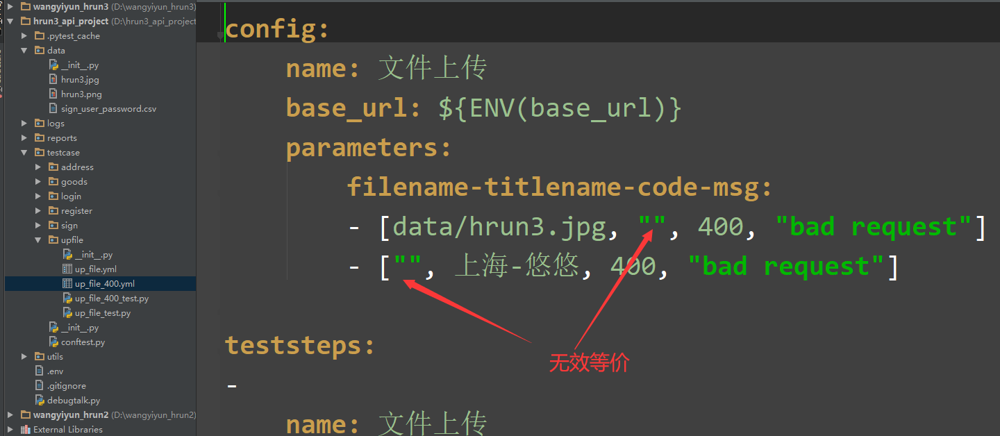 wangyiyun_hrun3 (D:\wangyiyun_hrun3)
hrun3_api_project (D:\hrun3_api_project
.pytest_cache
data
__init__.py
hrun3.jpg
hrun3.png
sign_user_password.csv
logs
reports
testcase
address
goods
login
register
sign
upfile
__init__.py
up_file.yml
up_file_400.yml
up_file_400_test.py
up_file_test.py
__init__.py
conftest.py
utils
.env
.gitignore
debugtalk.py
wangyiyun_hrun2 (D:\wangyiyun_hrun2)
External Libraries
config:
name: 文件上传
base_url: ${ENV(base_url)}
parameters:
filename-titlename-code-msg:
- [data/hrun3.jpg, "", 400, "bad request"]
- ["", 上海-悠悠, 400, "bad request"]
无效等价
teststeps:
-
name: 文件上传